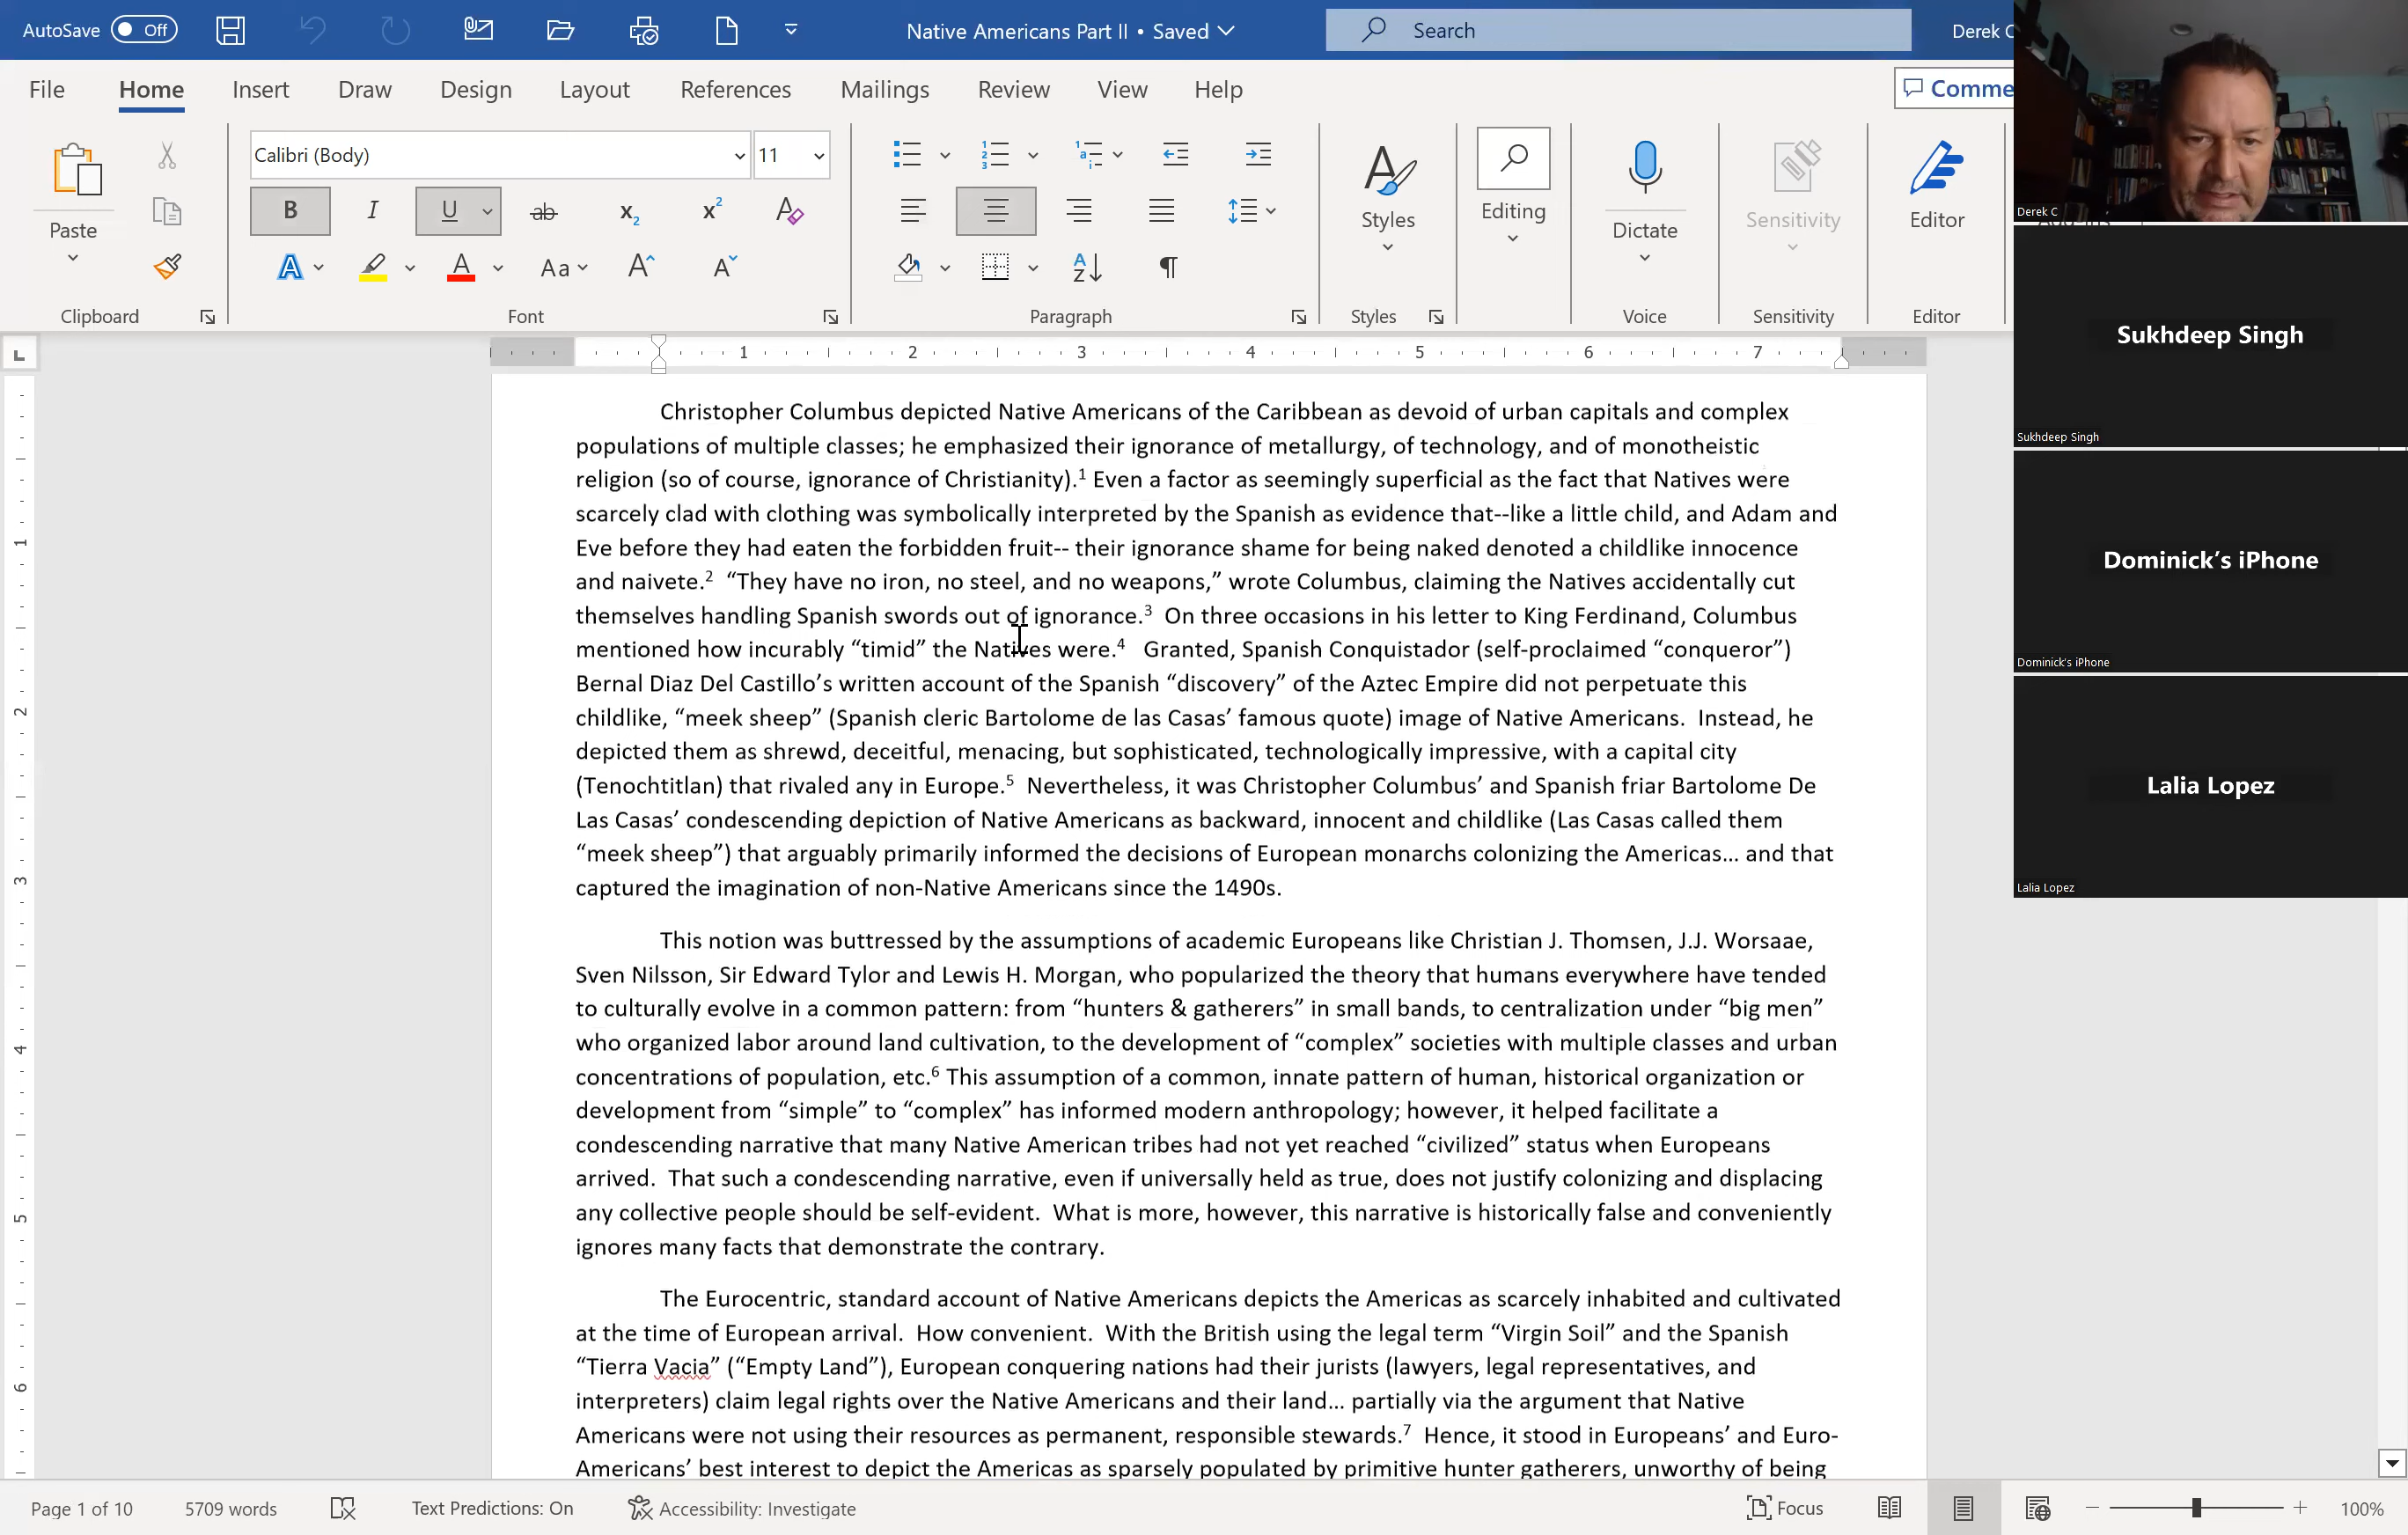 AutoSave Off Native Americans Part II • Saved Search Derek C
File Home Insert Draw Design Layout References Mailings Review View Help Comme
Paste
Clipboard
Calibri (Body) 11
B I U ab x2 x2 A
A A Aa A A
Font
Paragraph
Styles
Styles
Editing
Dictate
Voice
Sensitivity
Sensitivity
Editor
Editor
Derek C
Sukhdeep Singh
Sukhdeep Singh
Dominick’s iPhone
Dominick's iPhone
Lalia Lopez
Lalia Lopez
1 2 3 4 5 6 7
1
2
3
4
5
6
Christopher Columbus depicted Native Americans of the Caribbean as devoid of urban capitals and complex
populations of multiple classes; he emphasized their ignorance of metallurgy, of technology, and of monotheistic
religion (so of course, ignorance of Christianity).1 Even a factor as seemingly superficial as the fact that Natives were
scarcely clad with clothing was symbolically interpreted by the Spanish as evidence that--like a little child, and Adam and
Eve before they had eaten the forbidden fruit-- their ignorance shame for being naked denoted a childlike innocence
and naivete.2 “They have no iron, no steel, and no weapons,” wrote Columbus, claiming the Natives accidentally cut
themselves handling Spanish swords out of ignorance.3 On three occasions in his letter to King Ferdinand, Columbus
mentioned how incurably “timid” the Natives were.4 Granted, Spanish Conquistador (self-proclaimed “conqueror”)
Bernal Diaz Del Castillo’s written account of the Spanish “discovery” of the Aztec Empire did not perpetuate this
childlike, “meek sheep” (Spanish cleric Bartolome de las Casas’ famous quote) image of Native Americans. Instead, he
depicted them as shrewd, deceitful, menacing, but sophisticated, technologically impressive, with a capital city
(Tenochtitlan) that rivaled any in Europe.5 Nevertheless, it was Christopher Columbus’ and Spanish friar Bartolome De
Las Casas’ condescending depiction of Native Americans as backward, innocent and childlike (Las Casas called them
“meek sheep”) that arguably primarily informed the decisions of European monarchs colonizing the Americas… and that
captured the imagination of non-Native Americans since the 1490s.
This notion was buttressed by the assumptions of academic Europeans like Christian J. Thomsen, J.J. Worsaae,
Sven Nilsson, Sir Edward Tylor and Lewis H. Morgan, who popularized the theory that humans everywhere have tended
to culturally evolve in a common pattern: from “hunters & gatherers” in small bands, to centralization under “big men”
who organized labor around land cultivation, to the development of “complex” societies with multiple classes and urban
concentrations of population, etc.6 This assumption of a common, innate pattern of human, historical organization or
development from “simple” to “complex” has informed modern anthropology; however, it helped facilitate a
condescending narrative that many Native American tribes had not yet reached “civilized” status when Europeans
arrived. That such a condescending narrative, even if universally held as true, does not justify colonizing and displacing
any collective people should be self-evident. What is more, however, this narrative is historically false and conveniently
ignores many facts that demonstrate the contrary.
The Eurocentric, standard account of Native Americans depicts the Americas as scarcely inhabited and cultivated
at the time of European arrival. How convenient. With the British using the legal term “Virgin Soil” and the Spanish
“Tierra Vacia” (“Empty Land”), European conquering nations had their jurists (lawyers, legal representatives, and
interpreters) claim legal rights over the Native Americans and their land… partially via the argument that Native
Americans were not using their resources as permanent, responsible stewards.7 Hence, it stood in Europeans’ and Euro-
Americans’ best interest to depict the Americas as sparsely populated by primitive hunter gatherers, unworthy of being
Page 1 of 10 5709 words Text Predictions: On Accessibility: Investigate Focus 100%